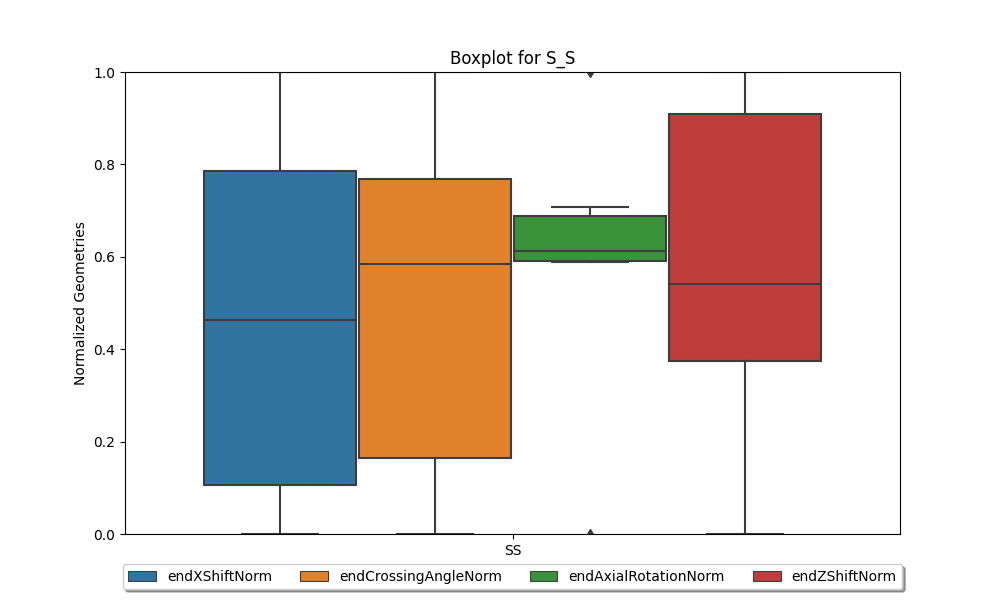 Boxplot for S_S
1.0
0.8
0.6
0.4
0.2
0.0
Normalized Geometries
SS
endXShiftNorm endCrossingAngleNorm endAxialRotationNorm endZShiftNorm